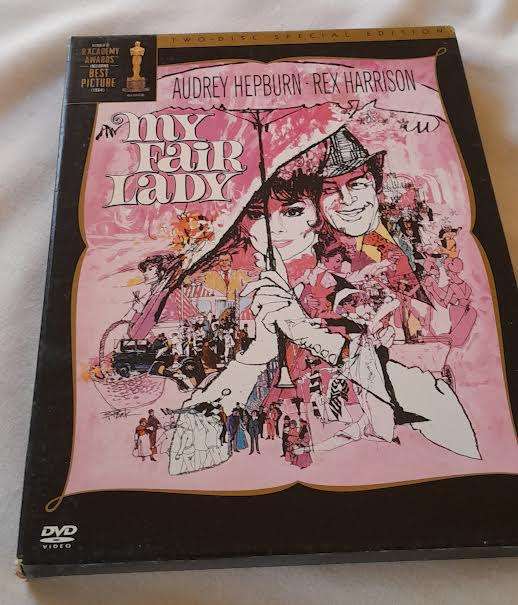 WINNER OF
8 ACADEMY
AWARDS
INCLUDING
BEST
PICTURE
(1964)
TWO-DISC SPECIAL EDITION
AUDREY HEPBURN · REX HARRISON
my
FaiR
LADY
DVD
VIDEO